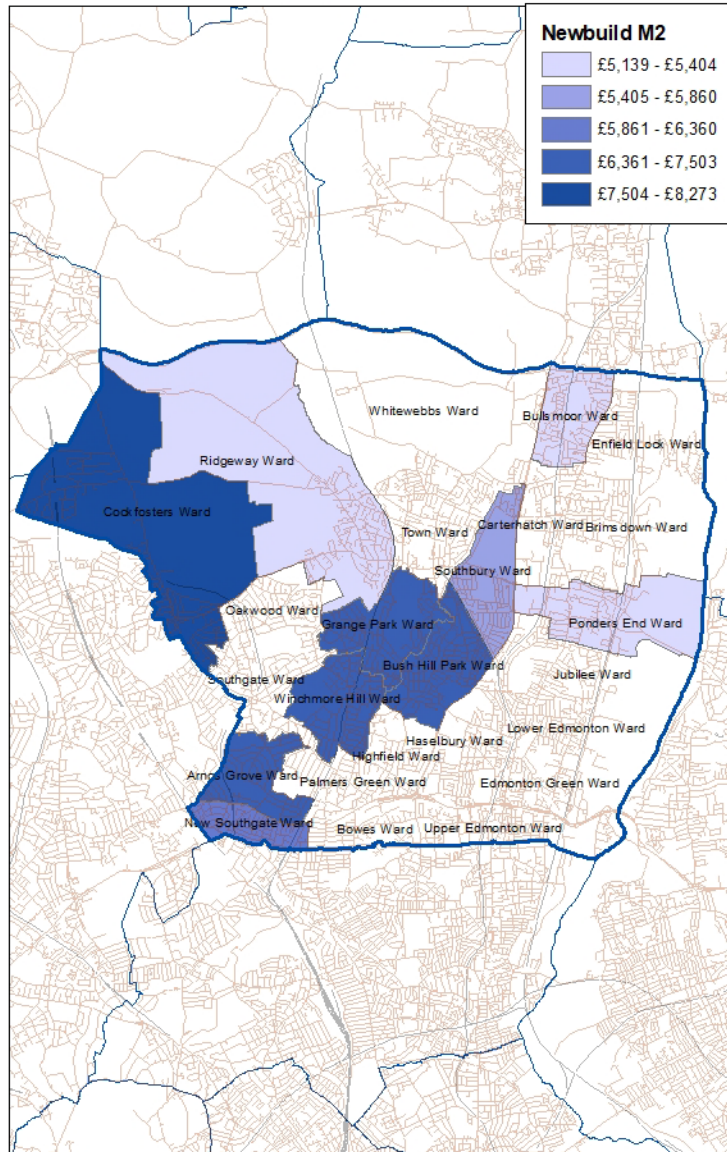 Newbuild M2
£5,139 - £5,404
£5,405 - £5,860
£5,861 - £6,360
£6,361 - £7,503
£7,504 - £8,273
Whitewebbs Ward
Bullsmoor Ward
Enfield Lock Ward
Ridgeway Ward
Cockfosters Ward
Town Ward
Carterhatch Ward
Brimsdown Ward
Southbury Ward
Oakwood Ward
Grange Park Ward
Ponders End Ward
Bush Hill Park Ward
Jubilee Ward
Southgate Ward
Winchmore Hill Ward
Lower Edmonton Ward
Haselbury Ward
Highfield Ward
Arnos Grove Ward
Palmers Green Ward
Edmonton Green Ward
New Southgate Ward
Bowes Ward
Upper Edmonton Ward